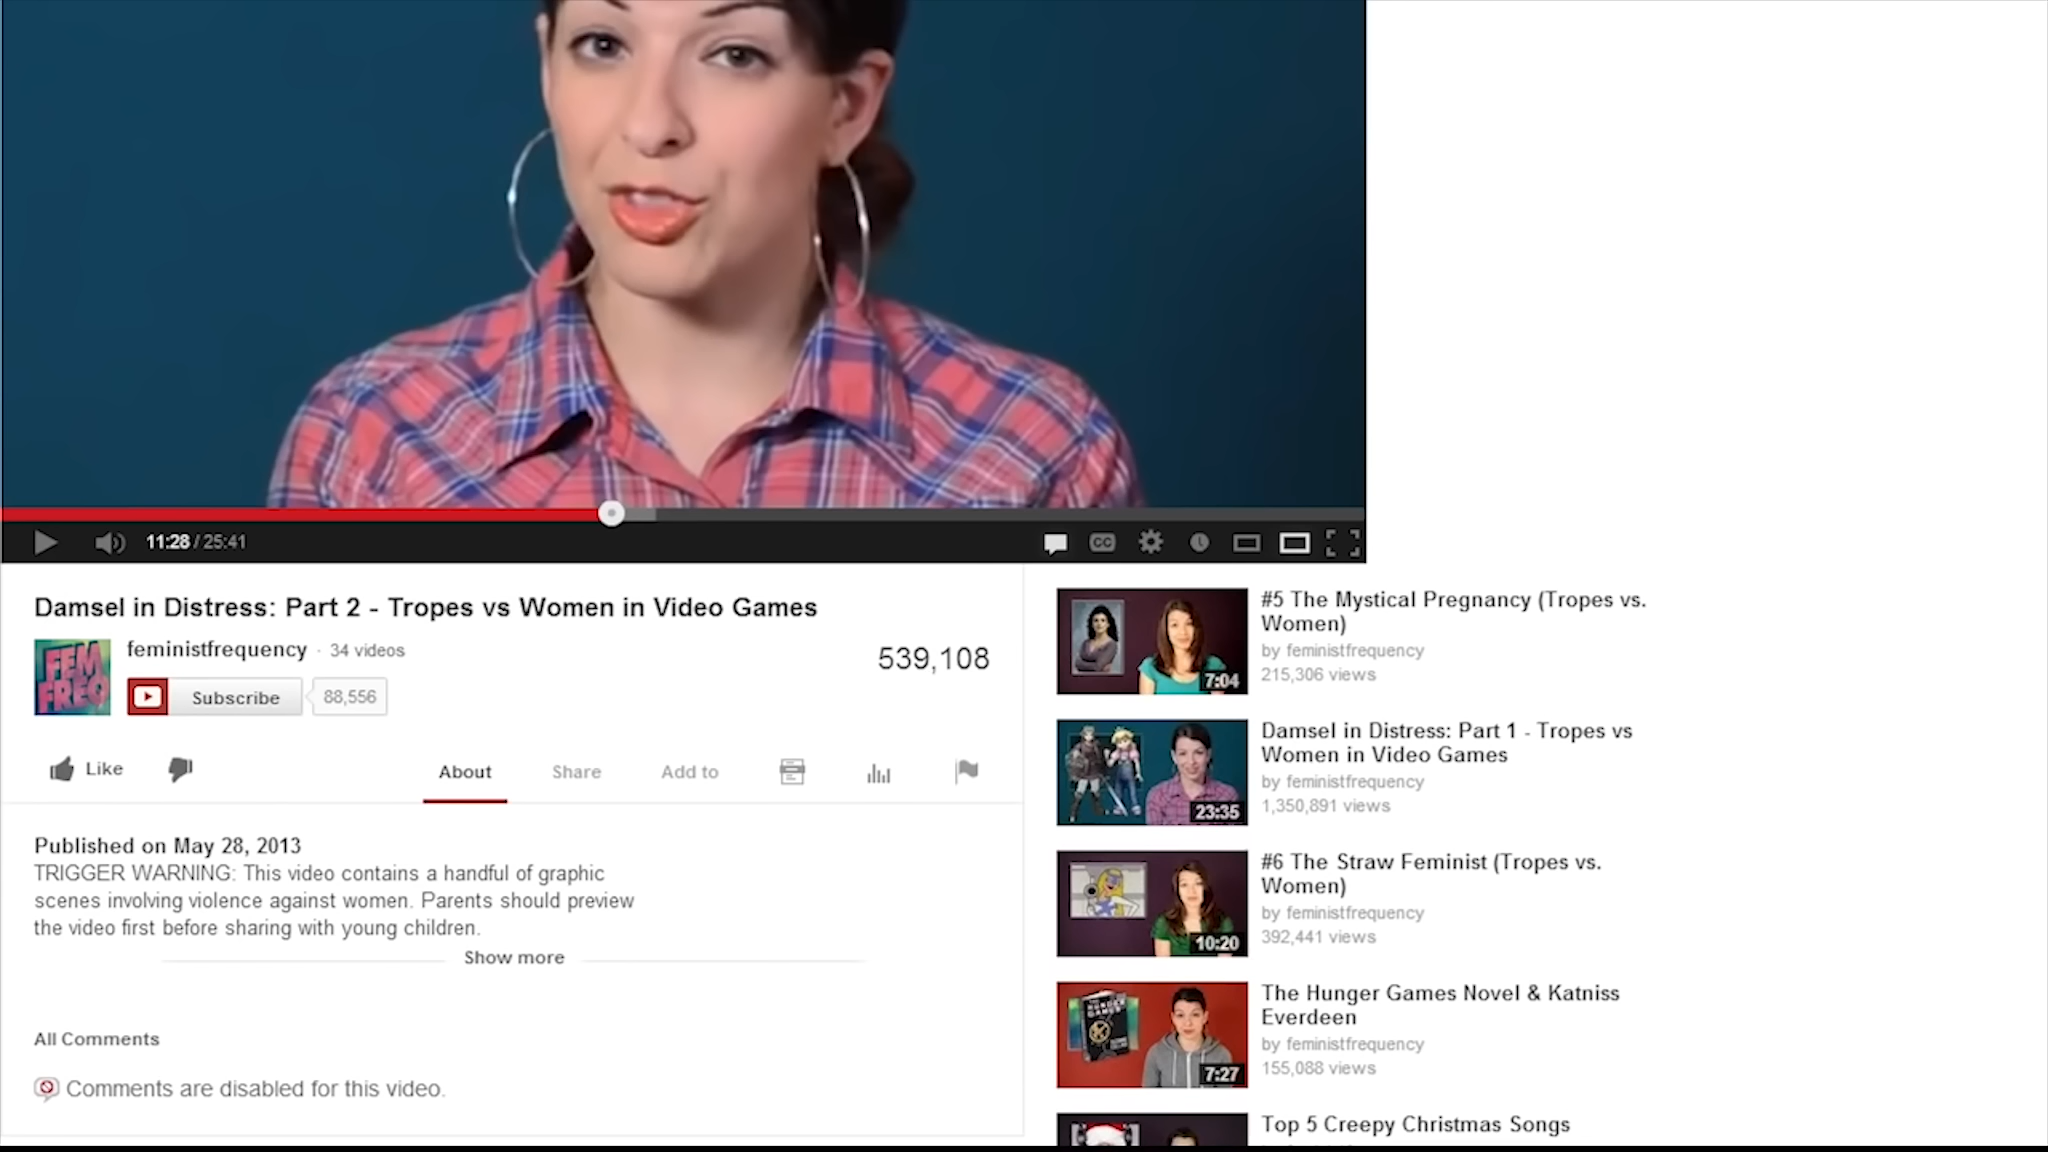 11:28 / 25:41
CC
Damsel in Distress: Part 2 - Tropes vs Women in Video Games
FEM
FREQ
feministfrequency · 34 videos
Subscribe
88,556
539,108
Like
About
Share
Add to
Published on May 28, 2013
TRIGGER WARNING: This video contains a handful of graphic
scenes involving violence against women. Parents should preview
the video first before sharing with young children.
Show more
All Comments
Comments are disabled for this video.
7:04
#5 The Mystical Pregnancy (Tropes vs.
Women)
by feministfrequency
215,306 views
23:35
Damsel in Distress: Part 1 - Tropes vs
Women in Video Games
by feministfrequency
1,350,891 views
10:20
#6 The Straw Feminist (Tropes vs.
Women)
by feministfrequency
392,441 views
THE HUNGER GAMES
7:27
The Hunger Games Novel & Katniss
Everdeen
by feministfrequency
155,088 views
Top 5 Creepy Christmas Songs